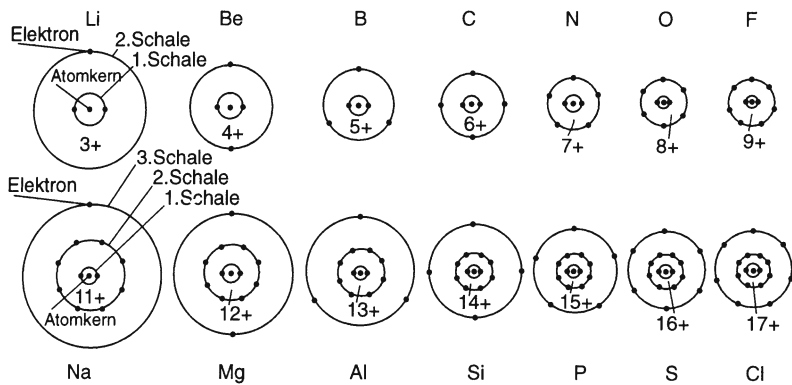 Li Be B C N O F
Elektron
2.Schale
1.Schale
Atomkern
3+ 4+ 5+ 6+ 7+ 8+ 9+
3.Schale
Elektron
2.Schale
1.Schale
11+ 12+ 13+ 14+ 15+ 16+ 17+
Atomkern
Na Mg Al Si P S Cl